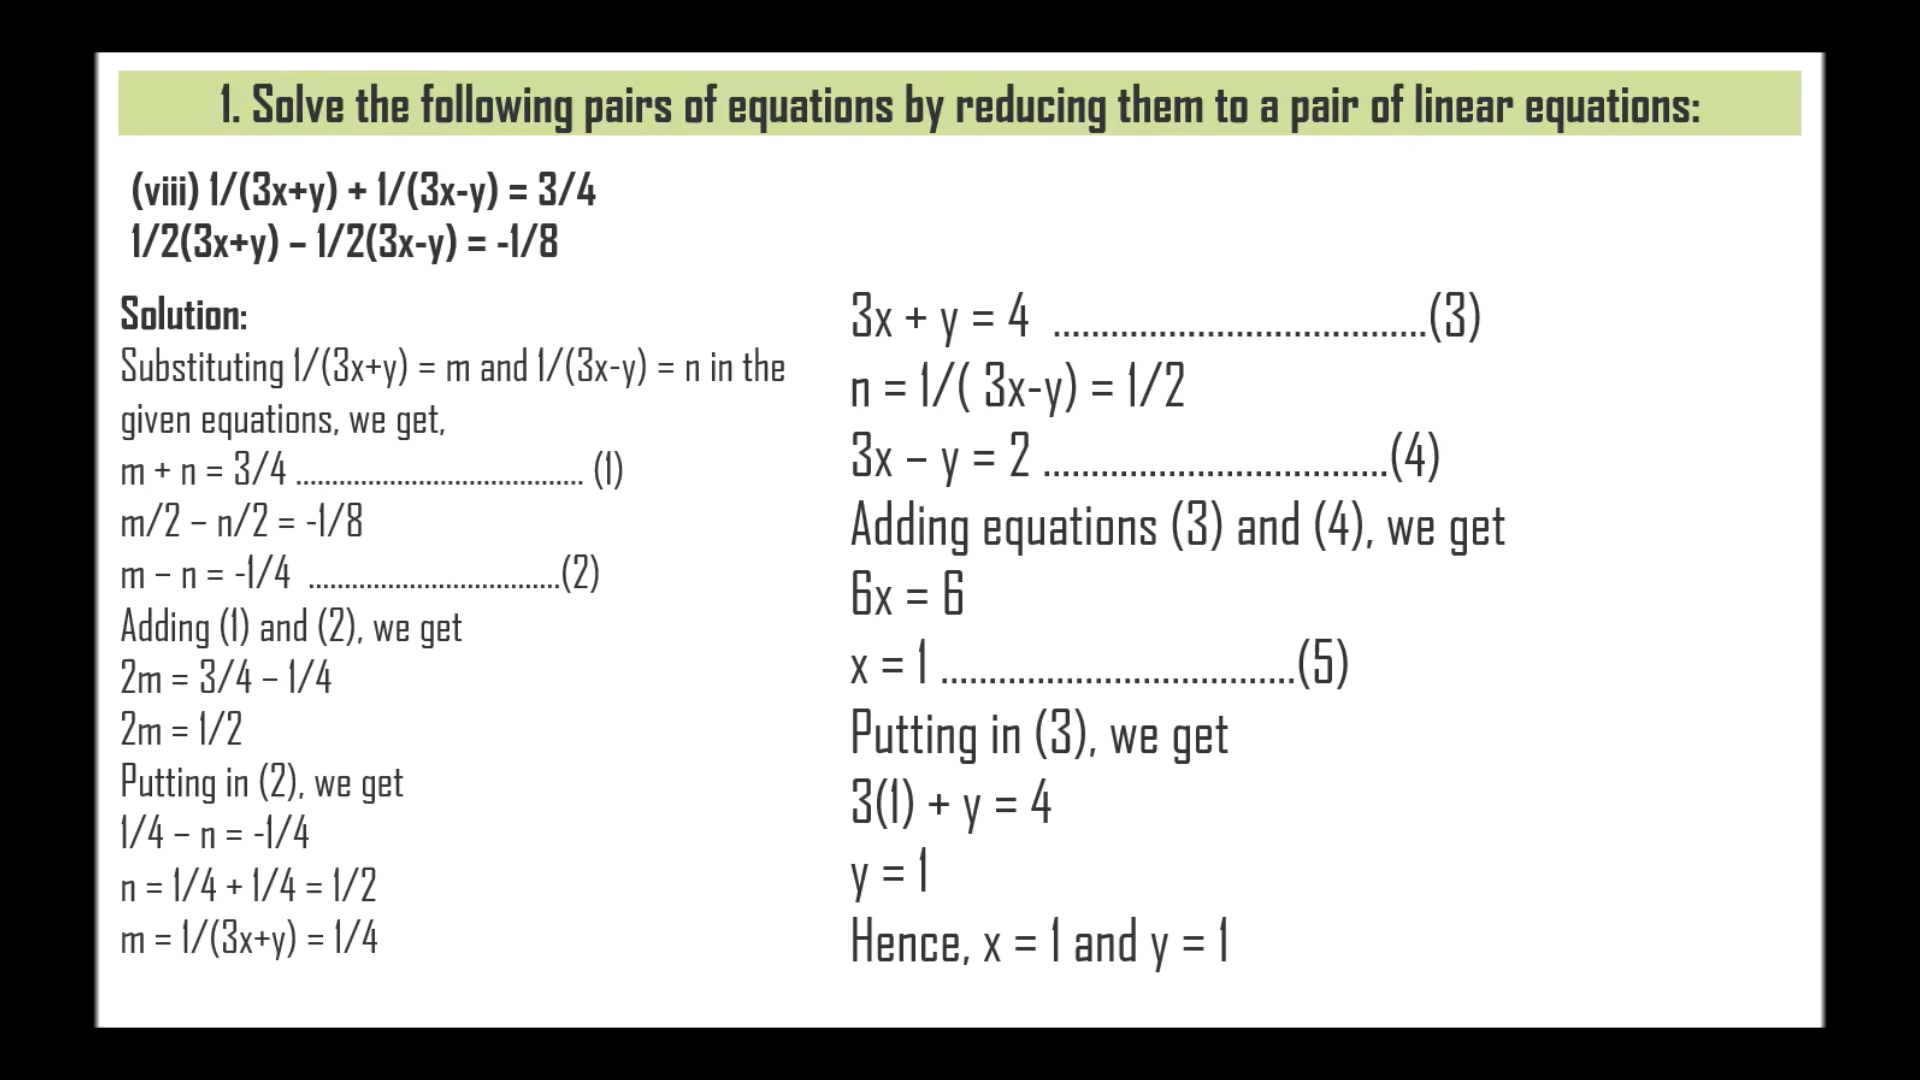 1. Solve the following pairs of equations by reducing them to a pair of linear equations:
(viii) 1/(3x+y) + 1/(3x-y) = 3/4
1/2(3x+y) – 1/2(3x-y) = -1/8
Solution:
Substituting 1/(3x+y) = m and 1/(3x-y) = n in the
given equations, we get,
m + n = 3/4 ........................................ (1)
m/2 – n/2 = -1/8
m – n = -1/4 ...................................(2)
Adding (1) and (2), we get
2m = 3/4 – 1/4
2m = 1/2
Putting in (2), we get
1/4 – n = -1/4
n = 1/4 + 1/4 = 1/2
m = 1/(3x+y) = 1/4
3x + y = 4 .......................................(3)
n = 1/( 3x-y) = 1/2
3x – y = 2 ....................................(4)
Adding equations (3) and (4), we get
6x = 6
x = 1 .....................................(5)
Putting in (3), we get
3(1) + y = 4
y = 1
Hence, x = 1 and y = 1